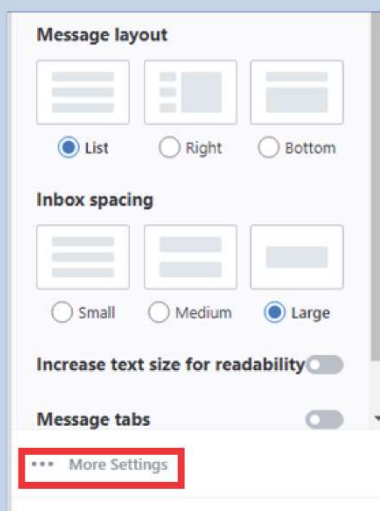 Message layout
List Right Bottom
Inbox spacing
Small Medium Large
Increase text size for readability
Message tabs
••• More Settings